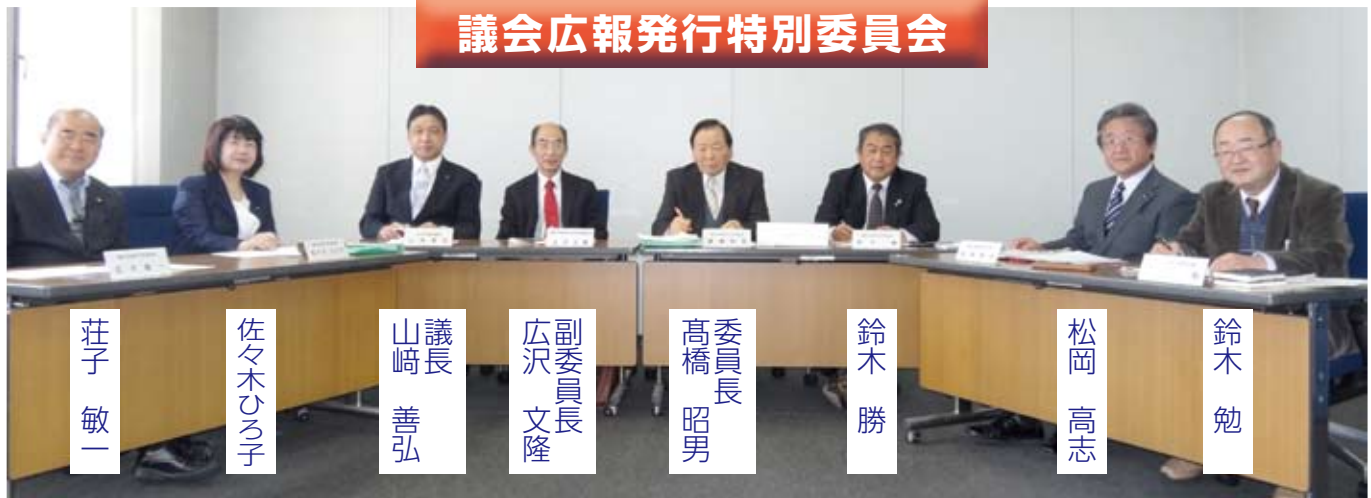 議会広報発行特別委員会
荘子　敏一
佐々木ひろ子
議長
山﨑　善弘
副委員長
広沢　文隆
委員長
髙橋　昭男
鈴木　勝
松岡　高志
鈴木　勉